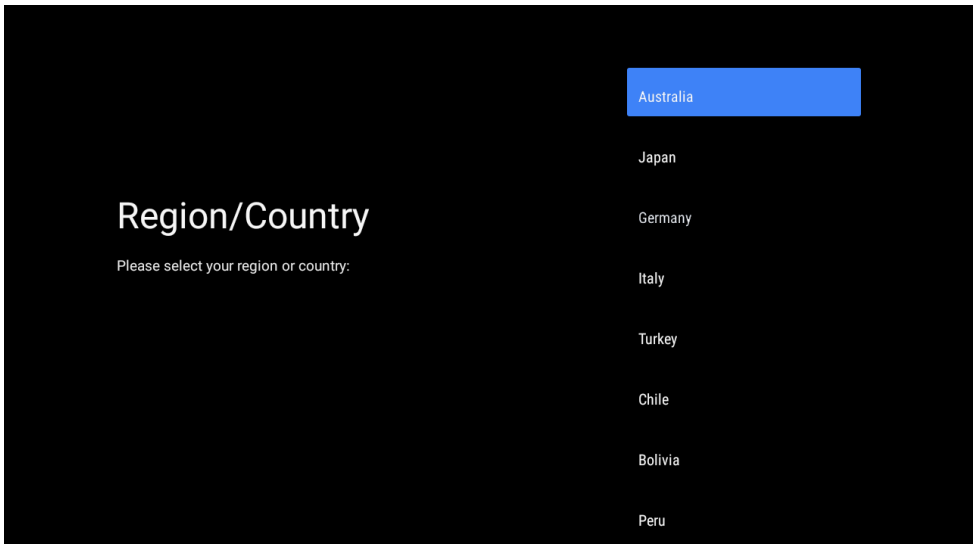 Region/Country
Please select your region or country:
Australia
Japan
Germany
Italy
Turkey
Chile
Bolivia
Peru